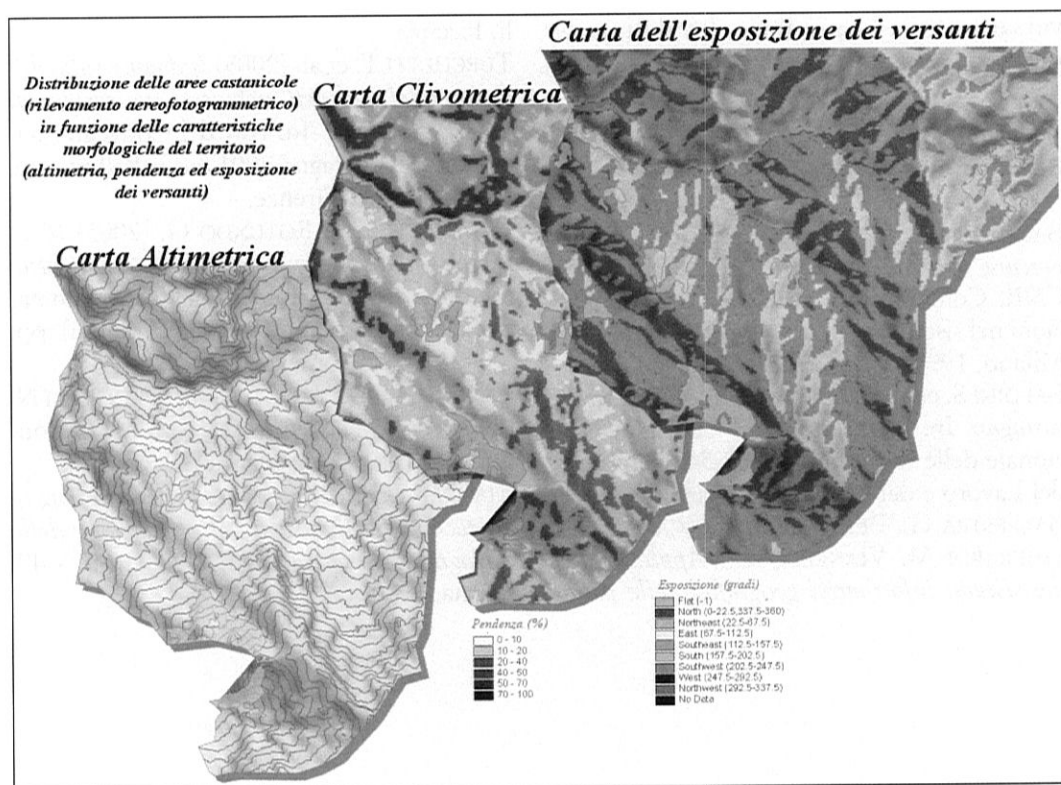 Carta dell'esposizione dei versanti
Distribuzione delle aree castanicole
(rilevamento aereofotogrammetrico)
in funzione delle caratteristiche
morfologiche del territorio
(altimetria, pendenza ed esposizione
dei versanti)
Carta Clivometrica
Carta Altimetrica
Pendenza (%)
0 - 10
10 - 20
20 - 40
40 - 50
50 - 70
70 - 100
Esposizione (gradi)
Flat (-1)
North (0-22.5,337.5-360)
Northeast (22.5-67.5)
East (67.5-112.5)
Southeast (112.5-157.5)
South (157.5-202.5)
Southwest (202.5-247.5)
West (247.5-292.5)
Northwest (292.5-337.5)
No Data